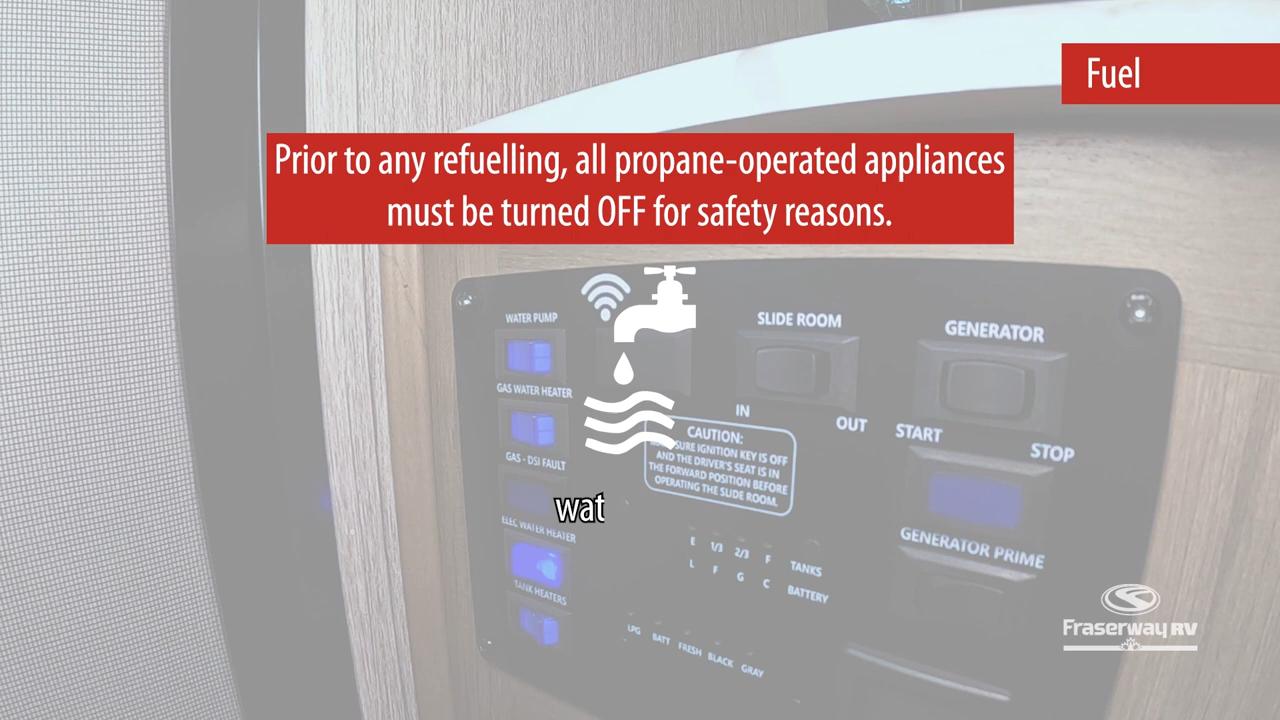 Fuel
Prior to any refuelling, all propane-operated appliances
must be turned OFF for safety reasons.
WATER PUMP
SLIDE ROOM
GENERATOR
GAS WATER HEATER
IN
OUT
START
STOP
CAUTION:
SURE IGNITION KEY IS OFF
AND THE DRIVER'S SEAT IS IN
THE FORWARD POSITION BEFORE
OPERATING THE SLIDE ROOM.
GAS - DSI FAULT
wat
ELEC WATER HEATER
GENERATOR PRIME
E 1/3 2/3 F TANKS
L F G C BATTERY
TANK HEATERS
LPG BATT FRESH BLACK GRAY
Fraserway RV